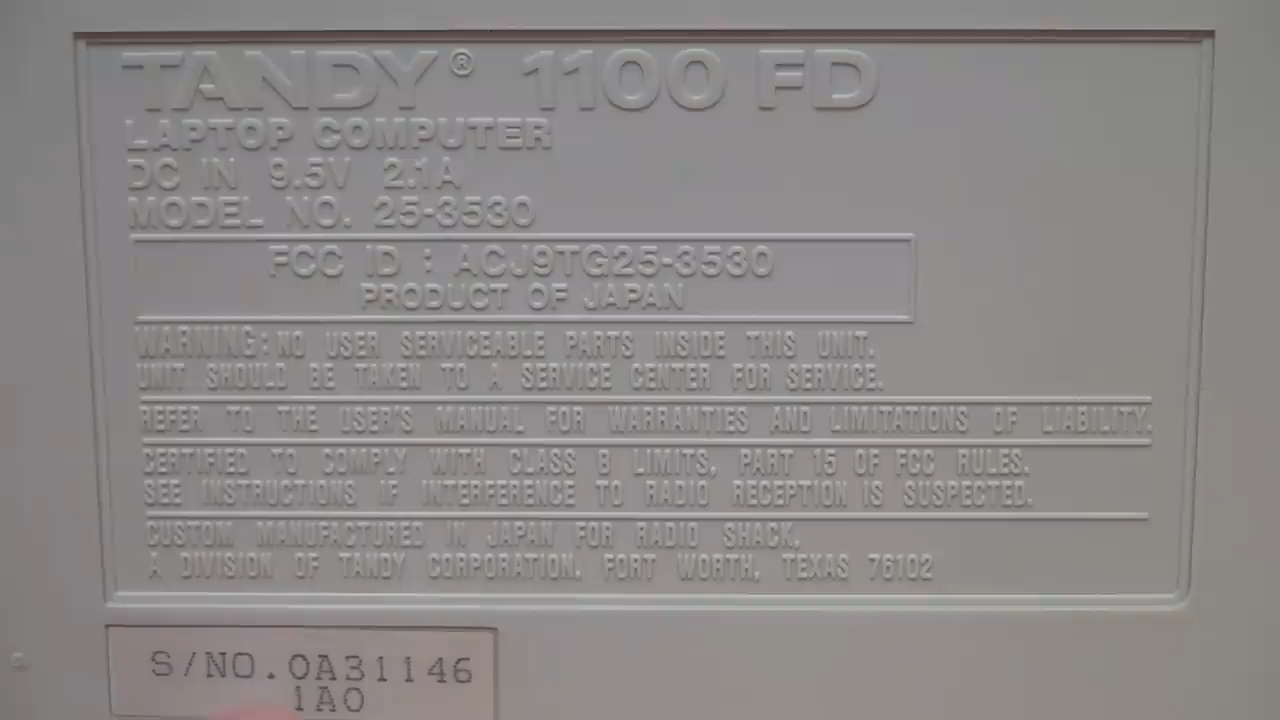 TANDY® 1100 FD
LAPTOP COMPUTER
DC IN 9.5V 2.1A
MODEL NO. 25-3530
FCC ID : ACJ9TG25-3530
PRODUCT OF JAPAN
WARNING: NO USER SERVICEABLE PARTS INSIDE THIS UNIT.
UNIT SHOULD BE TAKEN TO A SERVICE CENTER FOR SERVICE.
REFER TO THE USER'S MANUAL FOR WARRANTIES AND LIMITATIONS OF LIABILITY.
CERTIFIED TO COMPLY WITH CLASS B LIMITS, PART 15 OF FCC RULES.
SEE INSTRUCTIONS IF INTERFERENCE TO RADIO RECEPTION IS SUSPECTED.
CUSTOM MANUFACTURED IN JAPAN FOR RADIO SHACK,
A DIVISION OF TANDY CORPORATION. FORT WORTH, TEXAS 76102
S/NO.0A31146
1A0